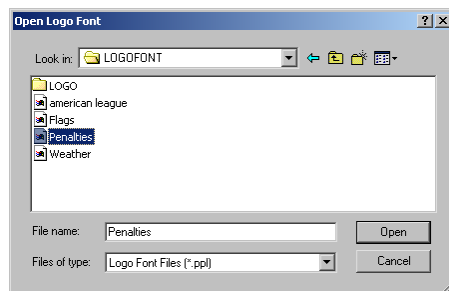 Open Logo Font
Look in: LOGOFONT
LOGO
american league
Flags
Penalties
Weather
File name: Penalties Open
Files of type: Logo Font Files (*.ppl) Cancel